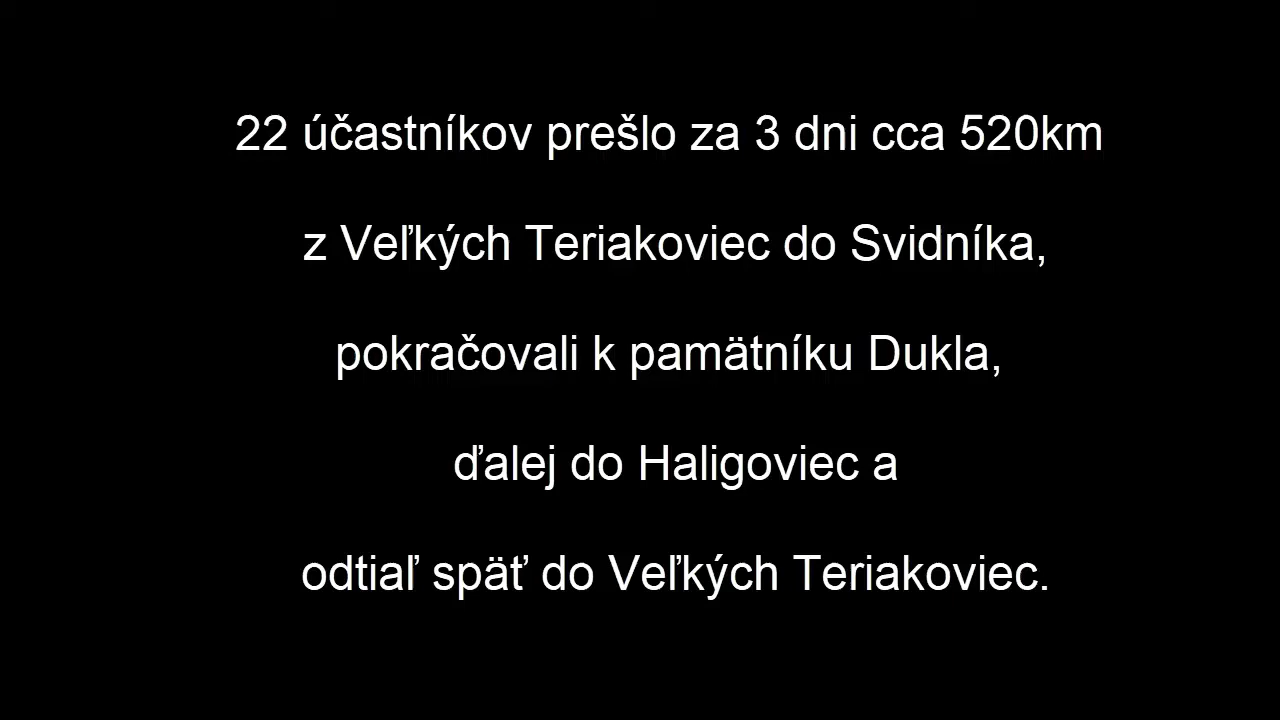 22 účastníkov prešlo za 3 dni cca 520km
z Veľkých Teriakoviec do Svidníka,
pokračovali k pamätníku Dukla,
ďalej do Haligoviec a
odtiaľ späť do Veľkých Teriakoviec.